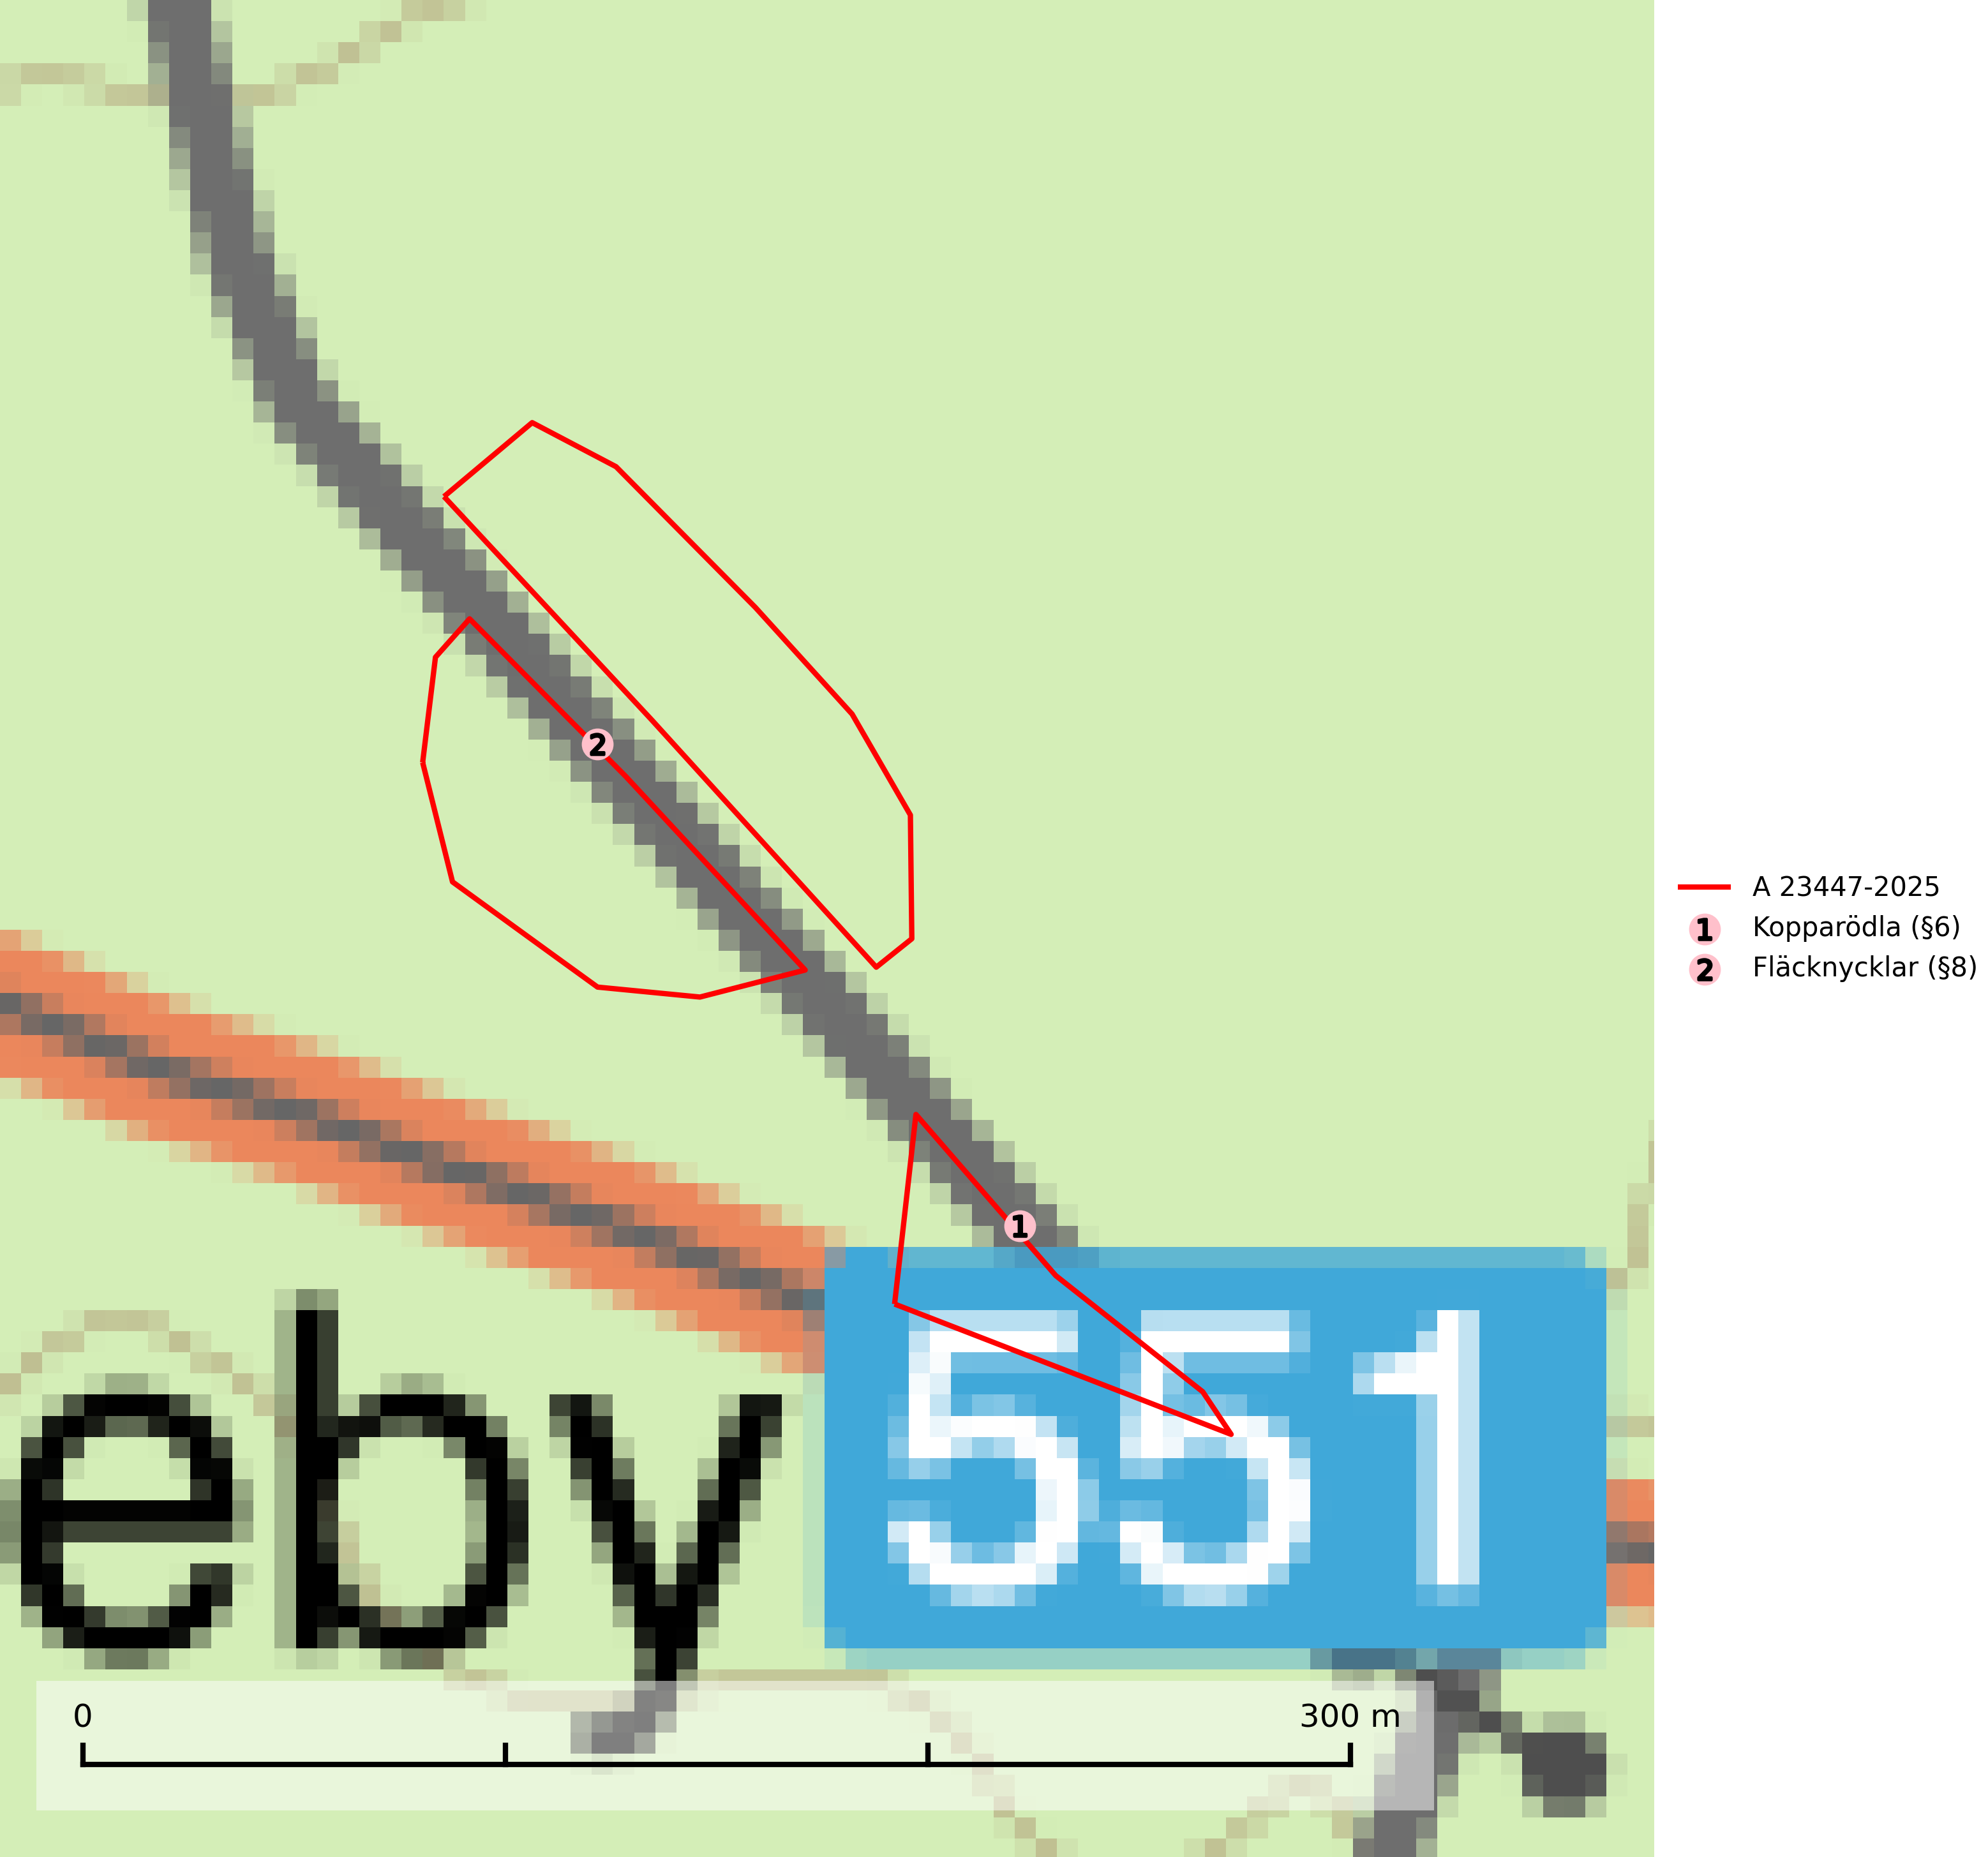 2
1
551
eby
0 300 m
A 23447-2025
1 Kopparödla (§6)
2 Fläcknycklar (§8)